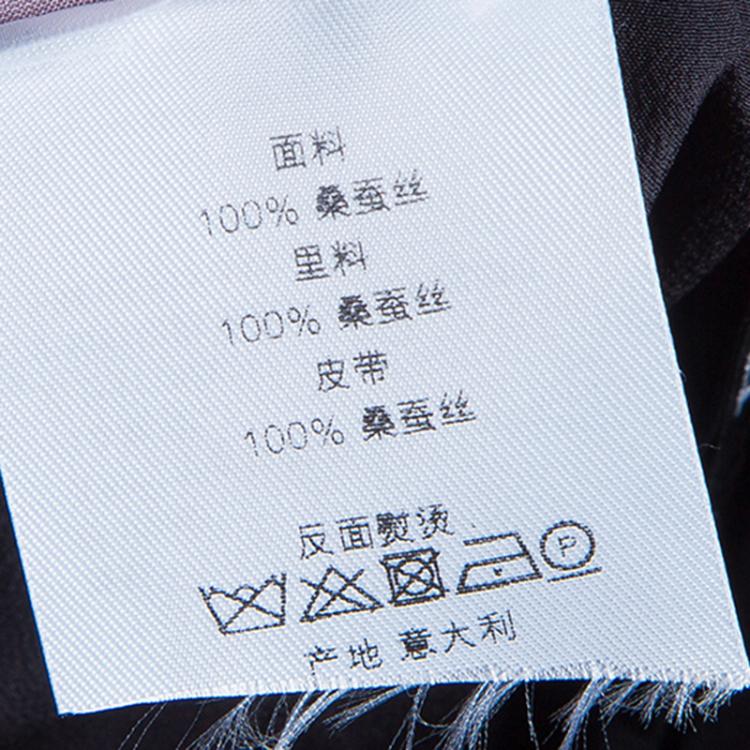 面料
100% 桑蚕丝
里料
100% 桑蚕丝
皮带
100% 桑蚕丝
反面熨烫
P
产地 意大利